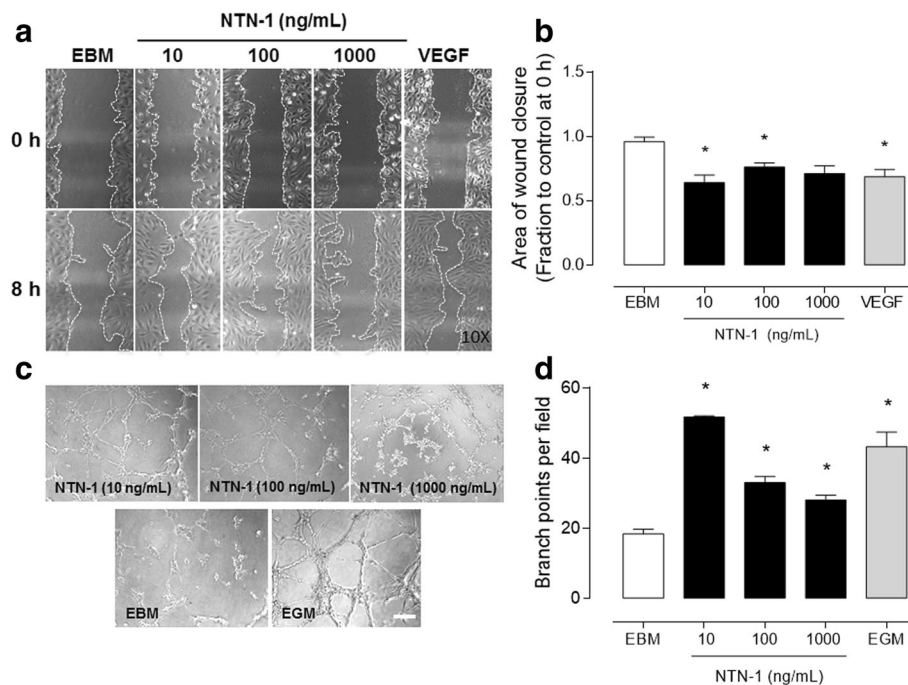 a
NTN-1 (ng/mL)
EBM 10 100 1000 VEGF
0 h
8 h
10X
b
Area of wound closure
(Fraction to control at 0 h)
1.5
1.0
0.5
0.0
* * *
EBM 10 100 1000 VEGF
NTN-1 (ng/mL)
c
NTN-1 (10 ng/mL) NTN-1 (100 ng/mL) NTN-1 (1000 ng/mL)
EBM EGM
d
Branch points per field
60
40
20
0
* * * *
EBM 10 100 1000 EGM
NTN-1 (ng/mL)